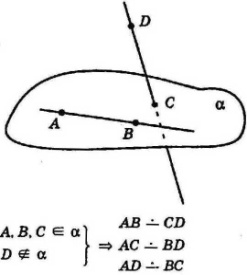 D
C
α
A
B
A, B, C ∈ α
D ∉ α
} ⇒
AB ∸ CD
AC ∸ BD
AD ∸ BC